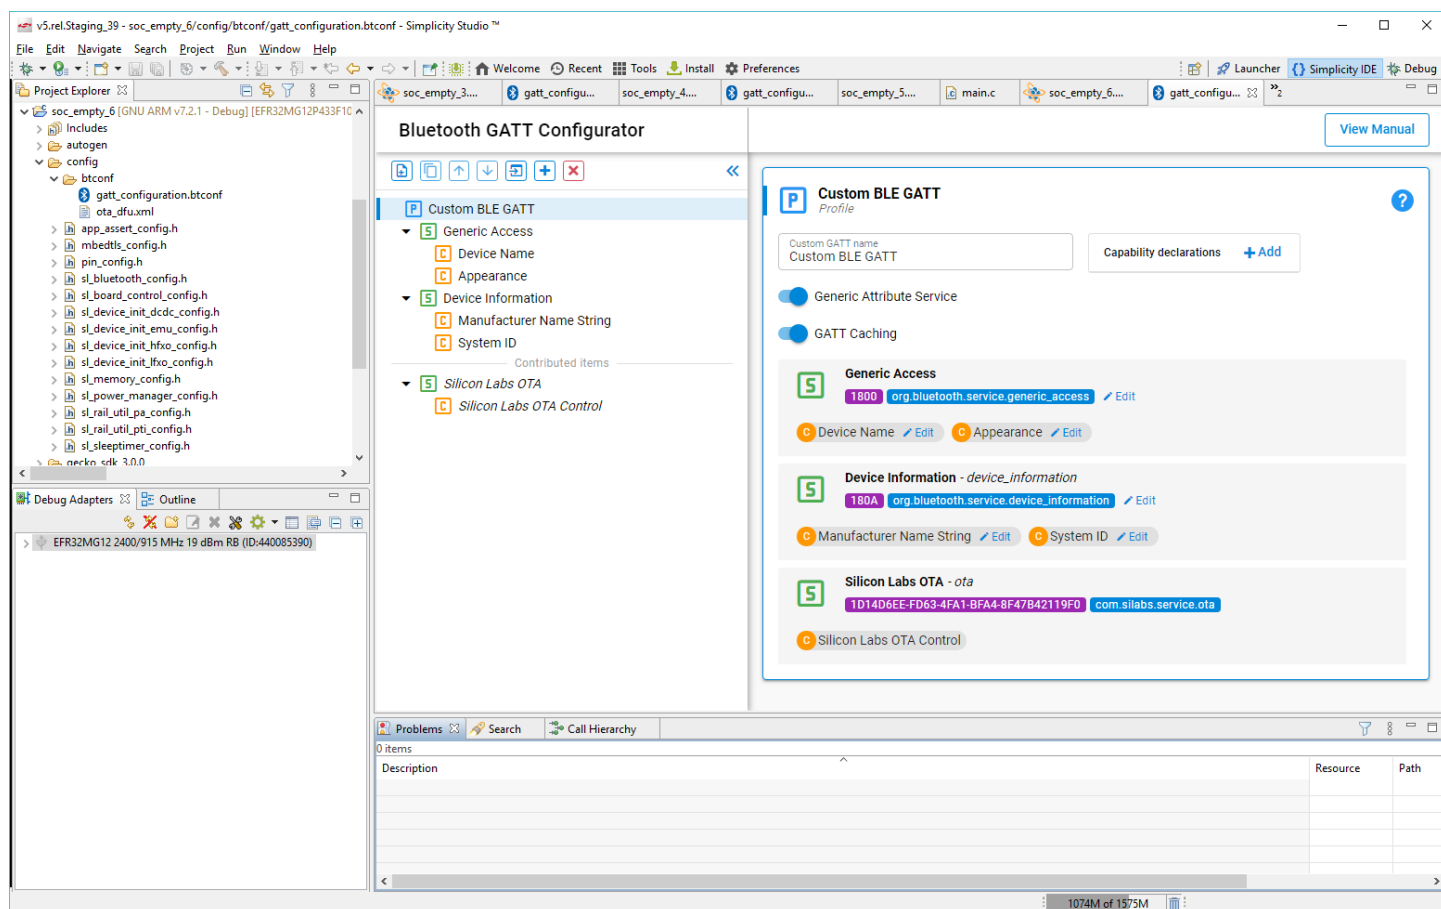 v5.rel.Staging_39 - soc_empty_6/config/btconf/gatt_configuration.btconf - Simplicity Studio ™
File Edit Navigate Search Project Run Window Help
Welcome Recent Tools Install Preferences
Launcher Simplicity IDE Debug
Project Explorer
soc_empty_3.... gatt_configu... soc_empty_4.... gatt_configu... soc_empty_5.... main.c soc_empty_6.... gatt_configu... »2
soc_empty_6 [GNU ARM v7.2.1 - Debug] [EFR32MG12P433F10
Includes
autogen
config
btconf
gatt_configuration.btconf
ota_dfu.xml
app_assert_config.h
mbedtls_config.h
pin_config.h
sl_bluetooth_config.h
sl_board_control_config.h
sl_device_init_dcdc_config.h
sl_device_init_emu_config.h
sl_device_init_hfxo_config.h
sl_device_init_lfxo_config.h
sl_memory_config.h
sl_power_manager_config.h
sl_rail_util_pa_config.h
sl_rail_util_pti_config.h
sl_sleeptimer_config.h
gecko_sdk_3.0.0
Debug Adapters Outline
EFR32MG12 2400/915 MHz 19 dBm RB (ID:440085390)
Bluetooth GATT Configurator
View Manual
P Custom BLE GATT
S Generic Access
C Device Name
C Appearance
S Device Information
C Manufacturer Name String
C System ID
Contributed items
S Silicon Labs OTA
C Silicon Labs OTA Control
P Custom BLE GATT
Profile
?
Custom GATT name
Custom BLE GATT
Capability declarations Add
Generic Attribute Service
GATT Caching
S Generic Access
1800 org.bluetooth.service.generic_access Edit
C Device Name Edit C Appearance Edit
S Device Information - device_information
180A org.bluetooth.service.device_information Edit
C Manufacturer Name String Edit C System ID Edit
S Silicon Labs OTA - ota
1D14D6EE-FD63-4FA1-BFA4-8F47B42119F0 com.silabs.service.ota
C Silicon Labs OTA Control
Problems Search Call Hierarchy
0 items
Description Resource Path
1074M of 1575M